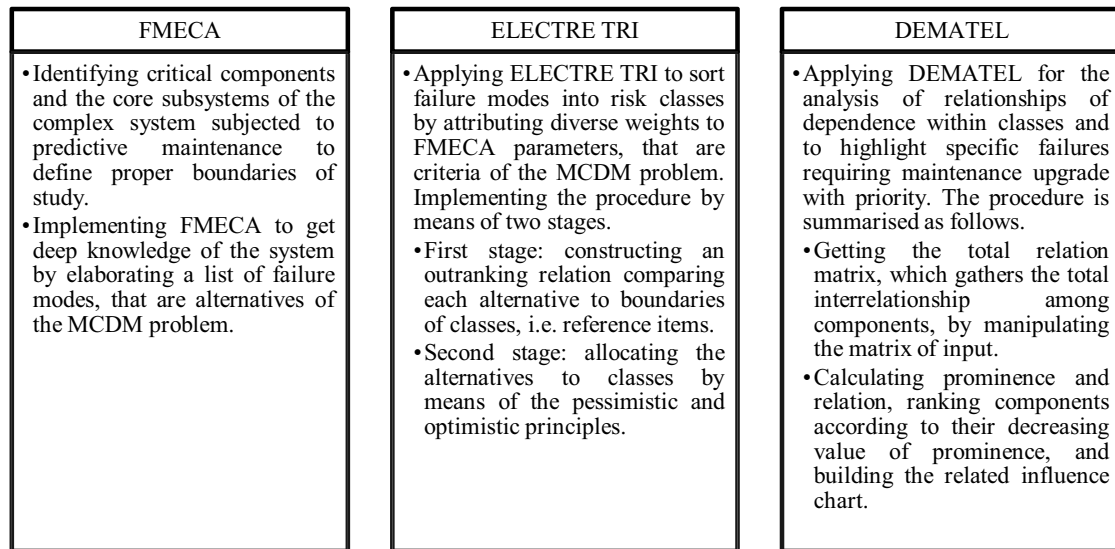 FMECA
•Identifying critical components
and the core subsystems of the
complex system subjected to
predictive maintenance to
define proper boundaries of
study.
•Implementing FMECA to get
deep knowledge of the system
by elaborating a list of failure
modes, that are alternatives of
the MCDM problem.
ELECTRE TRI
•Applying ELECTRE TRI to sort
failure modes into risk classes
by attributing diverse weights to
FMECA parameters, that are
criteria of the MCDM problem.
Implementing the procedure by
means of two stages.
•First stage: constructing an
outranking relation comparing
each alternative to boundaries
of classes, i.e. reference items.
•Second stage: allocating the
alternatives to classes by
means of the pessimistic and
optimistic principles.
DEMATEL
•Applying DEMATEL for the
analysis of relationships of
dependence within classes and
to highlight specific failures
requiring maintenance upgrade
with priority. The procedure is
summarised as follows.
•Getting the total relation
matrix, which gathers the total
interrelationship among
components, by manipulating
the matrix of input.
•Calculating prominence and
relation, ranking components
according to their decreasing
value of prominence, and
building the related influence
chart.